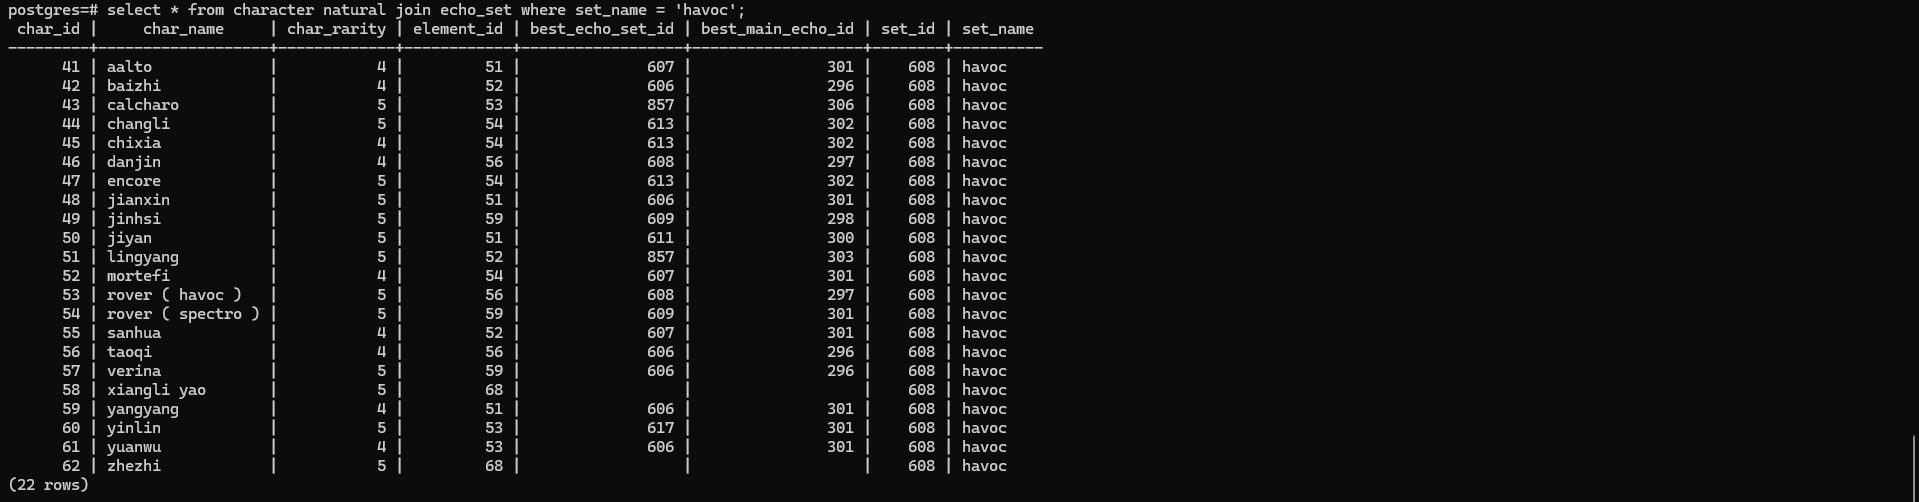 postgres=# select * from character natural join echo_set where set_name = 'havoc';
 char_id |     char_name     | char_rarity | element_id | best_echo_set_id | best_main_echo_id | set_id | set_name
---------+-------------------+-------------+------------+------------------+-------------------+--------+----------
      41 | aalto             |           4 |         51 |              607 |               301 |    608 | havoc
      42 | baizhi            |           4 |         52 |              606 |               296 |    608 | havoc
      43 | calcharo          |           5 |         53 |              857 |               306 |    608 | havoc
      44 | changli           |           5 |         54 |              613 |               302 |    608 | havoc
      45 | chixia            |           4 |         54 |              613 |               302 |    608 | havoc
      46 | danjin            |           4 |         56 |              608 |               297 |    608 | havoc
      47 | encore            |           5 |         54 |              613 |               302 |    608 | havoc
      48 | jianxin           |           5 |         51 |              606 |               301 |    608 | havoc
      49 | jinhsi            |           5 |         59 |              609 |               298 |    608 | havoc
      50 | jiyan             |           5 |         51 |              611 |               300 |    608 | havoc
      51 | lingyang          |           5 |         52 |              857 |               303 |    608 | havoc
      52 | mortefi           |           4 |         54 |              607 |               301 |    608 | havoc
      53 | rover ( havoc )   |           5 |         56 |              608 |               297 |    608 | havoc
      54 | rover ( spectro ) |           5 |         59 |              609 |               301 |    608 | havoc
      55 | sanhua            |           4 |         52 |              607 |               301 |    608 | havoc
      56 | taoqi             |           4 |         56 |              606 |               296 |    608 | havoc
      57 | verina            |           5 |         59 |              606 |               296 |    608 | havoc
      58 | xiangli yao       |           5 |         68 |                  |                   |    608 | havoc
      59 | yangyang          |           4 |         51 |              606 |               301 |    608 | havoc
      60 | yinlin            |           5 |         53 |              617 |               301 |    608 | havoc
      61 | yuanwu            |           4 |         53 |              606 |               301 |    608 | havoc
      62 | zhezhi            |           5 |         68 |                  |                   |    608 | havoc
(22 rows)